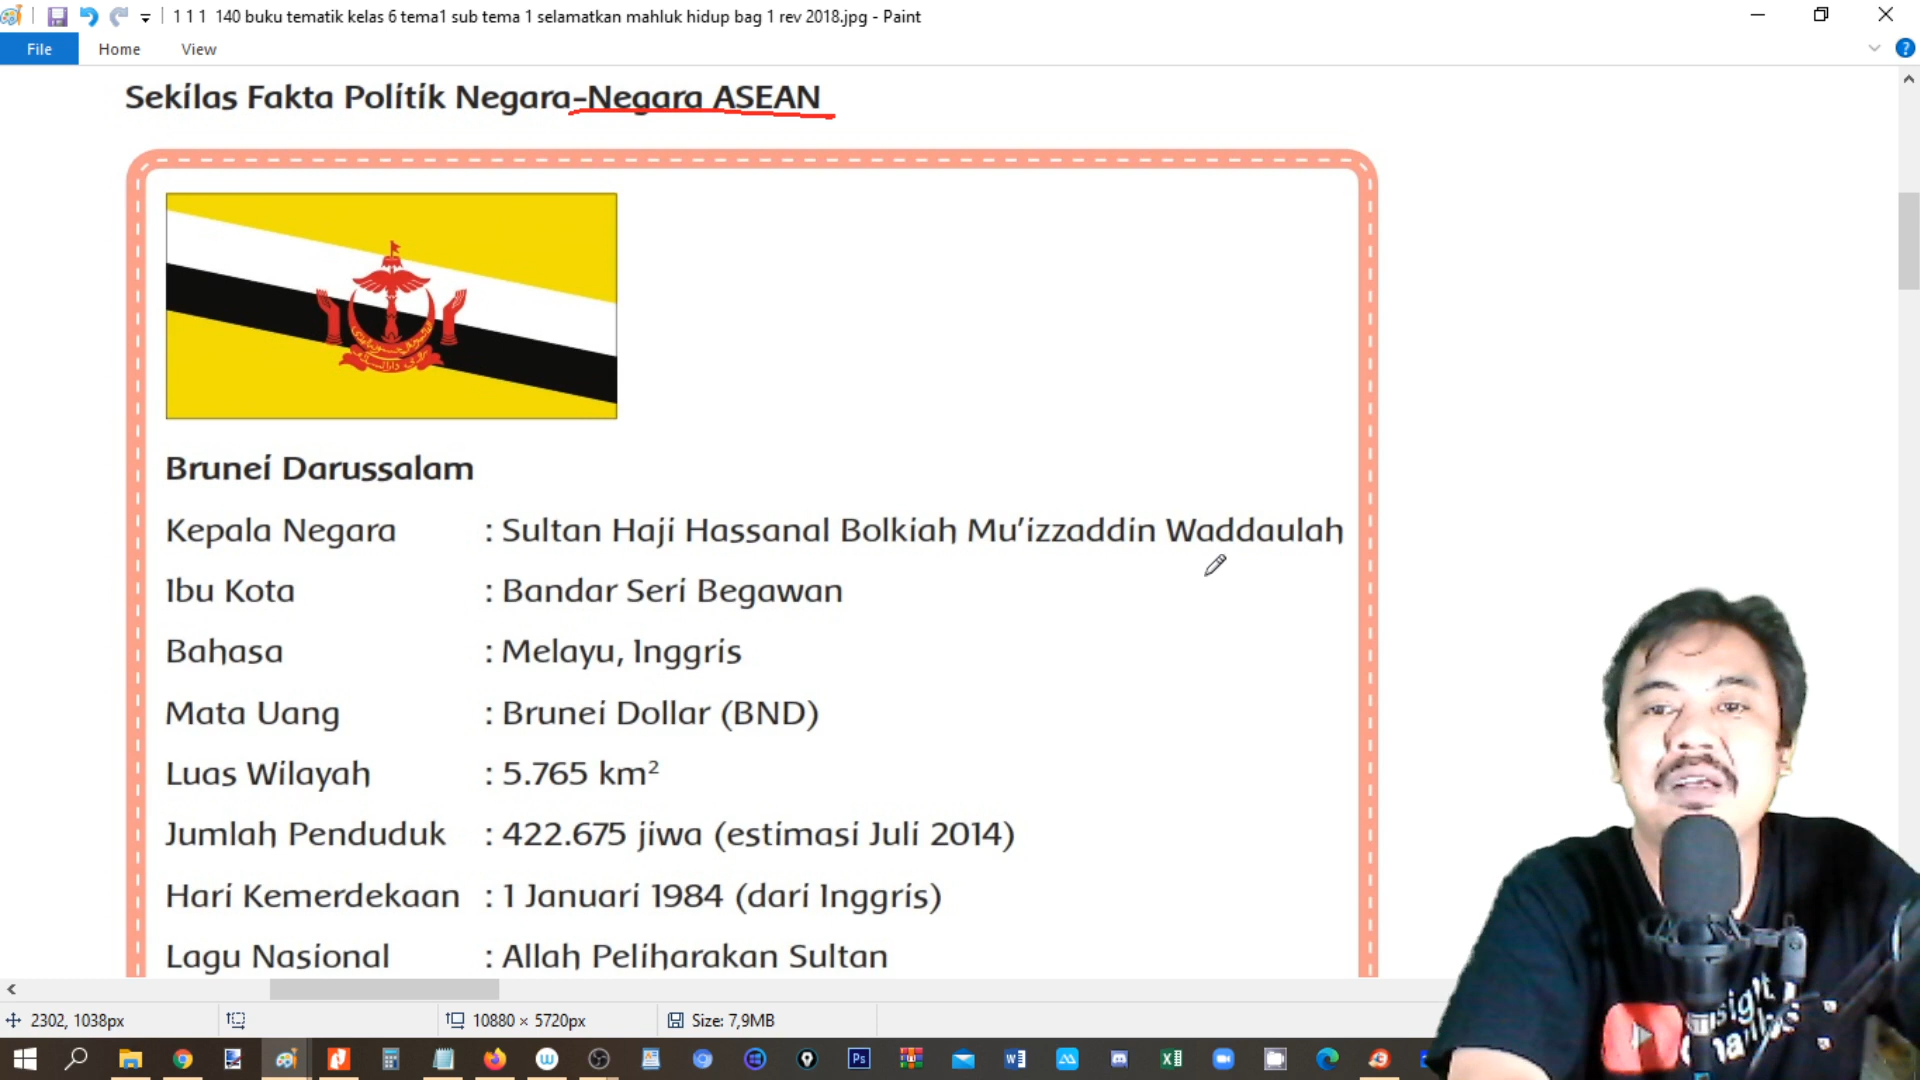 1 1 1  140 buku tematik kelas 6 tema1 sub tema 1 selamatkan mahluk hidup bag 1 rev 2018.jpg - Paint
File Home View
Sekilas Fakta Politik Negara-Negara ASEAN
Brunei Darussalam
Kepala Negara : Sultan Haji Hassanal Bolkiah Mu'izzaddin Waddaulah
Ibu Kota : Bandar Seri Begawan
Bahasa : Melayu, Inggris
Mata Uang : Brunei Dollar (BND)
Luas Wilayah : 5.765 km²
Jumlah Penduduk : 422.675 jiwa (estimasi Juli 2014)
Hari Kemerdekaan : 1 Januari 1984 (dari Inggris)
Lagu Nasional : Allah Peliharakan Sultan
2302, 1038px 10880 × 5720px Size: 7,9MB
Ps